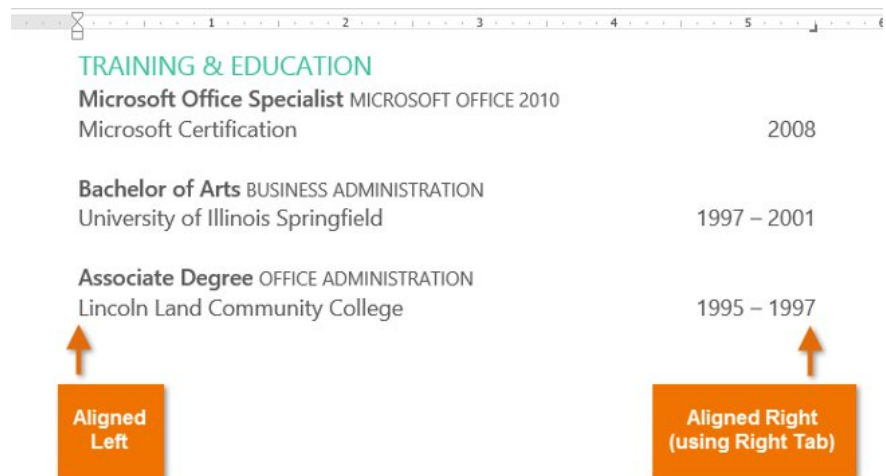 1 2 3 4 5 6
TRAINING & EDUCATION
Microsoft Office Specialist MICROSOFT OFFICE 2010
Microsoft Certification 2008
Bachelor of Arts BUSINESS ADMINISTRATION
University of Illinois Springfield 1997 – 2001
Associate Degree OFFICE ADMINISTRATION
Lincoln Land Community College 1995 – 1997
Aligned
Left
Aligned Right
(using Right Tab)